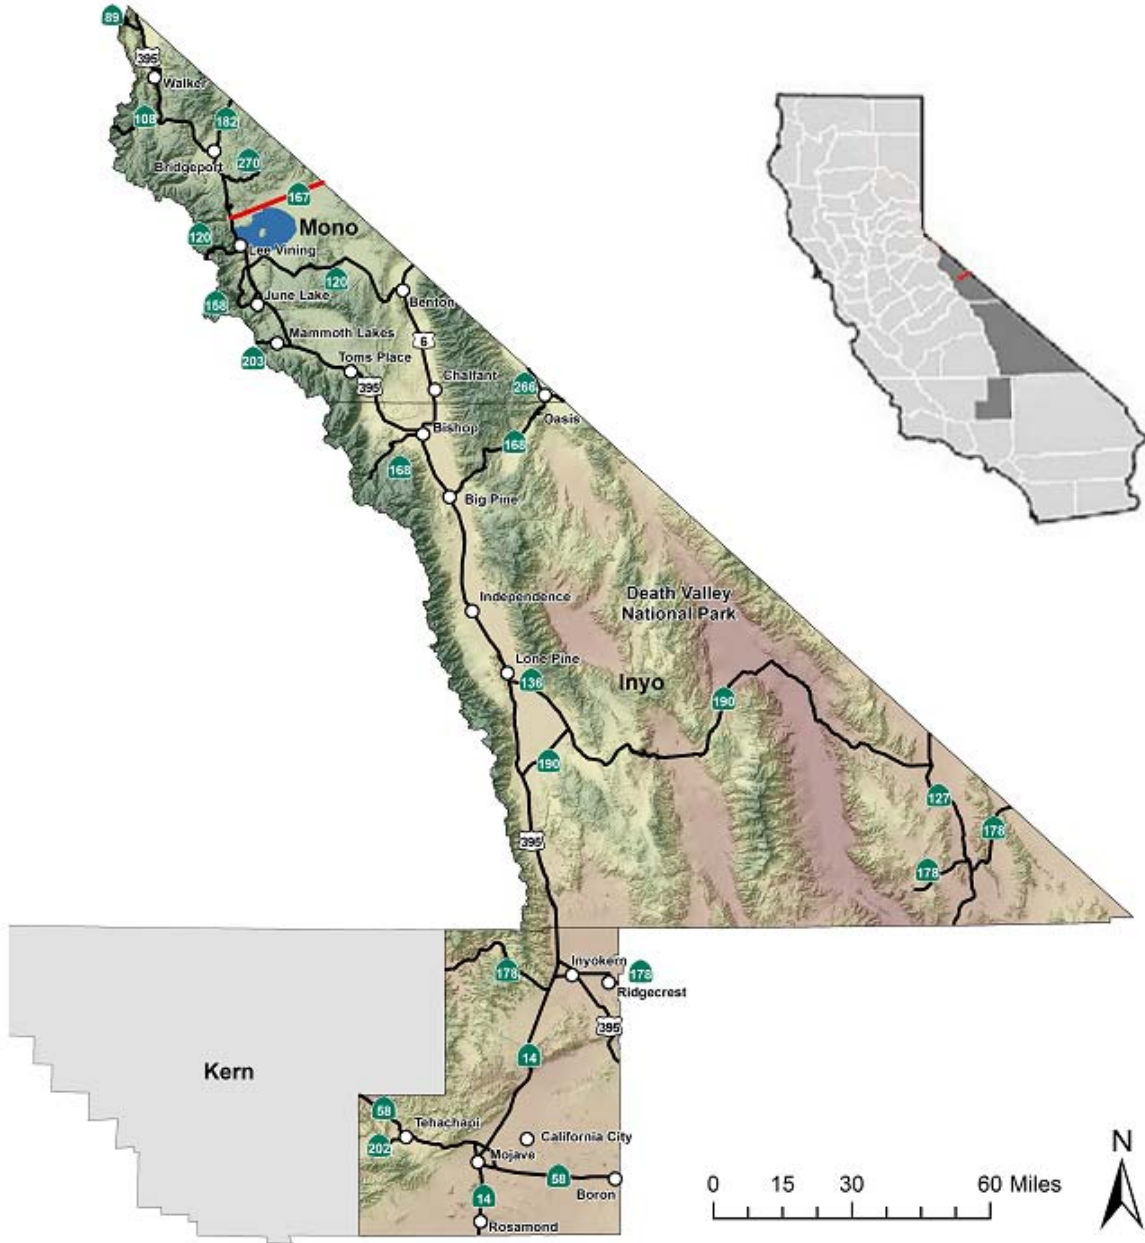 89
395
Walker
108
182
Bridgeport
270
167
120
Mono
Lee Vining
120
158
June Lake
Benton
Mammoth Lakes
6
203
Toms Place
395
Chalfant
266
Oasis
Bishop
168
168
Big Pine
Death Valley
National Park
Independence
Lone Pine
136
Inyo
190
190
127
178
395
178
Inyokern
178
178
Ridgecrest
395
14
Kern
58
Tehachapi
California City
202
Mojave
58
Boron
14
Rosamond
N
0 15 30 60 Miles